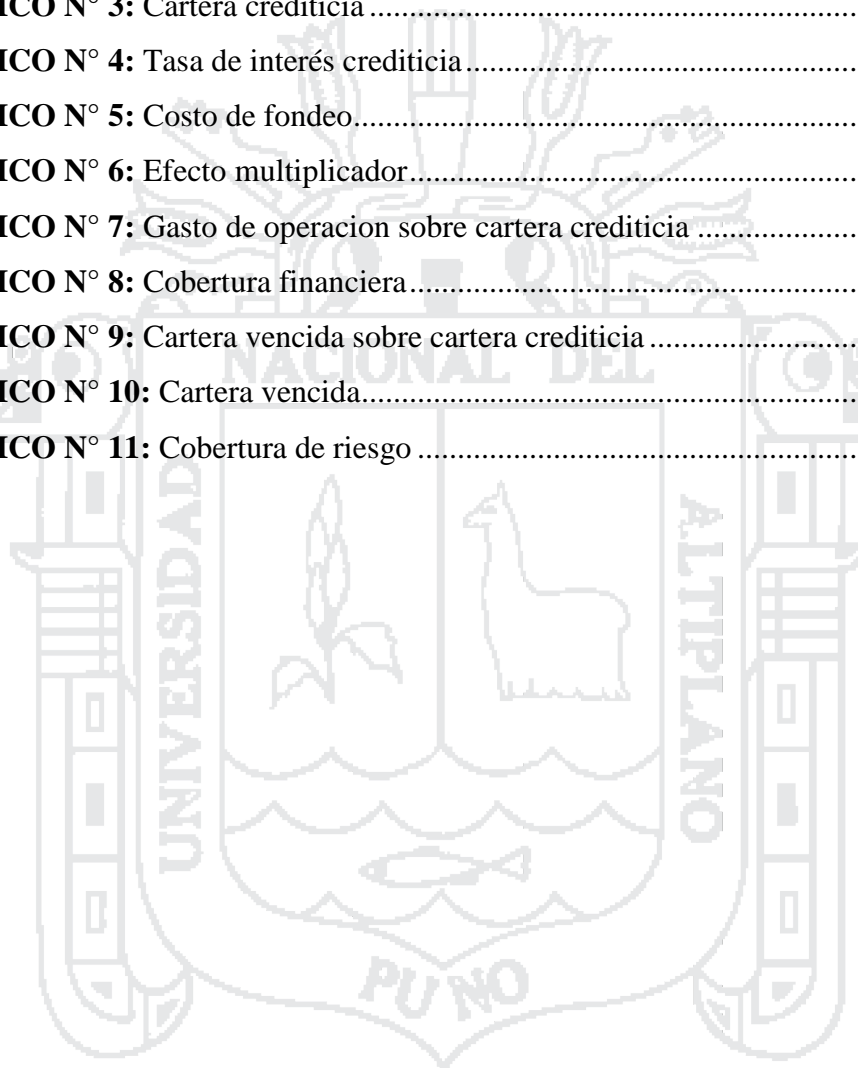 ICO N° 3: Cartera crediticia ........................................................................
ICO N° 4: Tasa de interés crediticia ...........................................................
ICO N° 5: Costo de fondeo..........................................................................
ICO N° 6: Efecto multiplicador...................................................................
ICO N° 7: Gasto de operacion sobre cartera crediticia .......................
ICO N° 8: Cobertura financiera..................................................................
ICO N° 9: Cartera vencida sobre cartera crediticia ..............................
ICO N° 10: Cartera vencida.........................................................................
ICO N° 11: Cobertura de riesgo .................................................................
NACIONAL DEL
UNIVERSIDAD
ALTIPLANO
PUNO